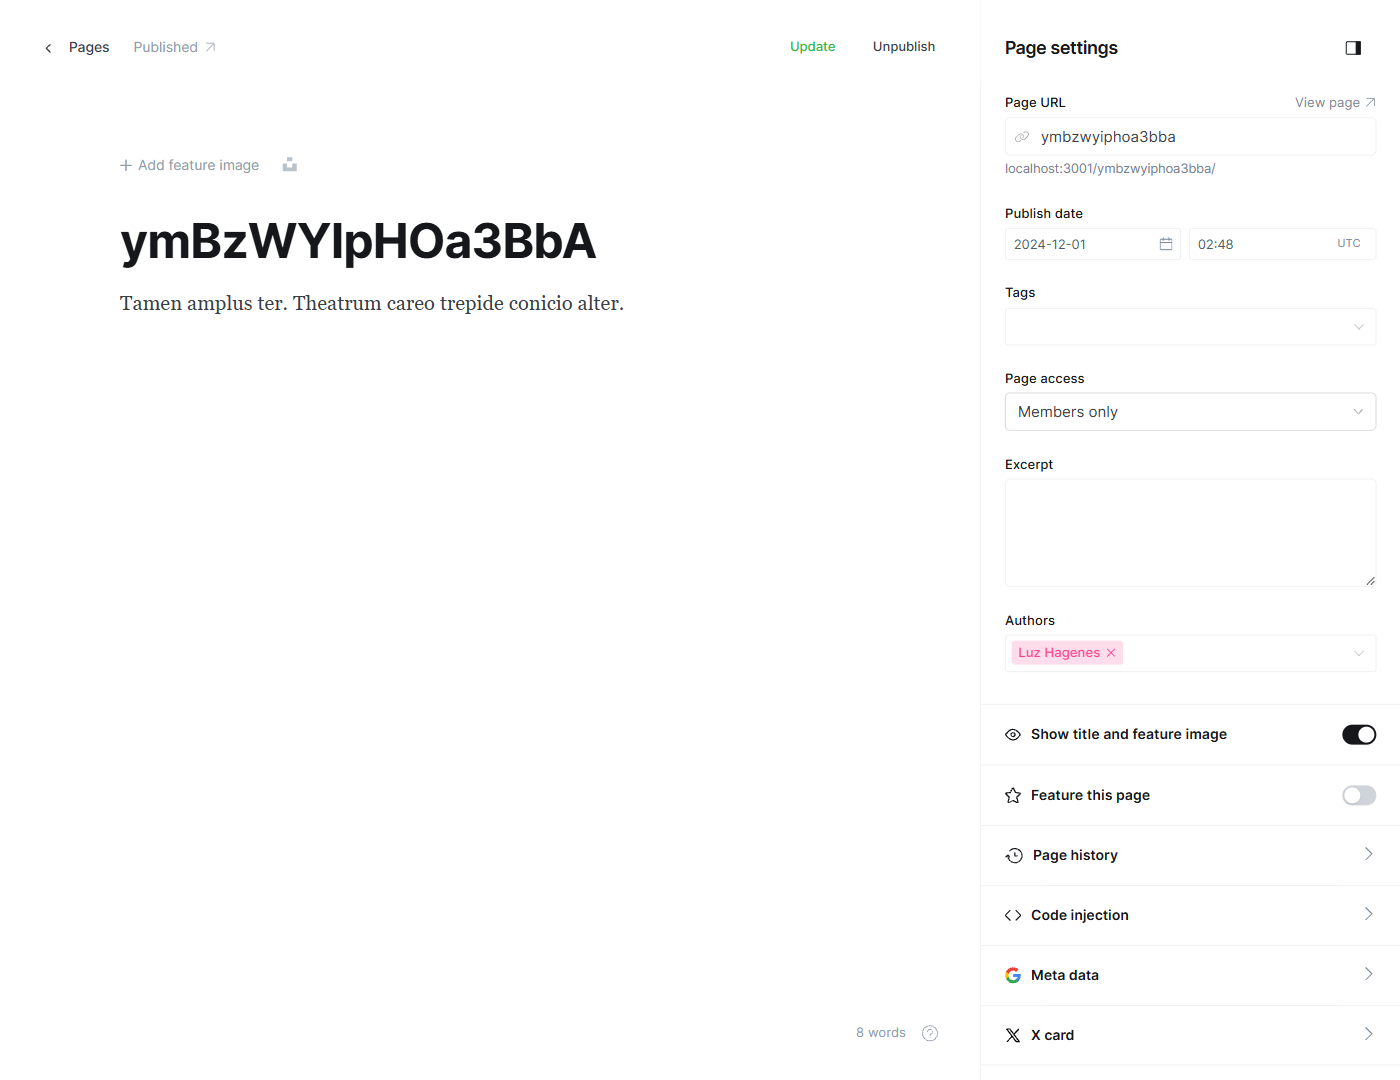 Pages Published
Update Unpublish
Add feature image
ymBzWYIpHOa3BbA
Tamen amplus ter. Theatrum careo trepide conicio alter.
8 words
Page settings
Page URL View page
ymbzwyiphoa3bba
localhost:3001/ymbzwyiphoa3bba/
Publish date
2024-12-01 02:48 UTC
Tags
Page access
Members only
Excerpt
Authors
Luz Hagenes
Show title and feature image
Feature this page
Page history
Code injection
Meta data
X card